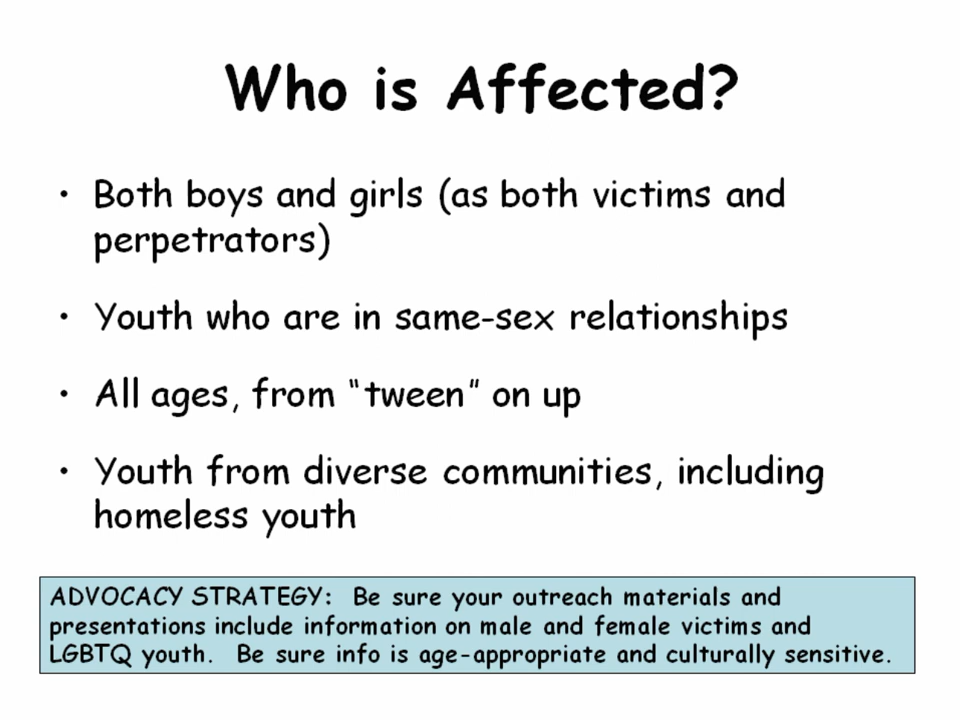 Who is Affected?
• Both boys and girls (as both victims and
perpetrators)
• Youth who are in same-sex relationships
• All ages, from “tween” on up
• Youth from diverse communities, including
homeless youth
ADVOCACY STRATEGY:  Be sure your outreach materials and
presentations include information on male and female victims and
LGBTQ youth.  Be sure info is age-appropriate and culturally sensitive.